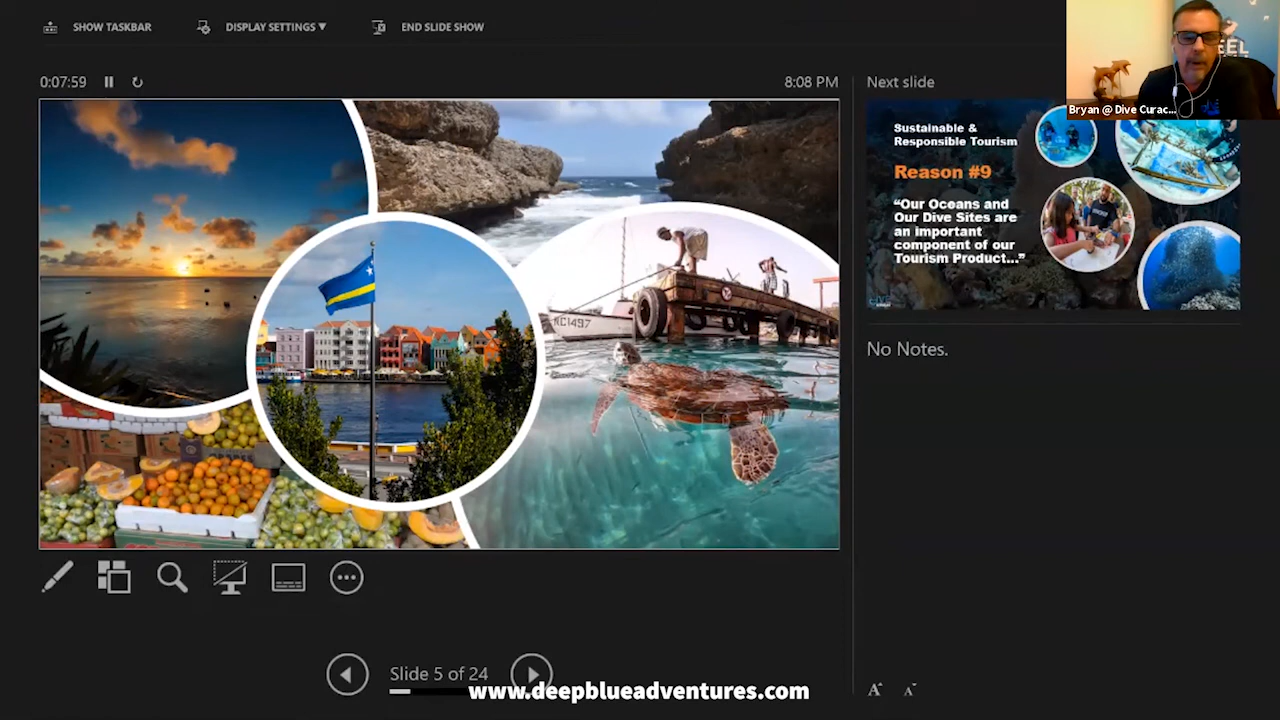 SHOW TASKBAR
DISPLAY SETTINGS ▼
END SLIDE SHOW
0:07:59
8:08 PM
Next slide
EEL
Bryan @ Dive Curac...
Sustainable &
Responsible Tourism
Reason #9
“Our Oceans and
Our Dive Sites are
an important
component of our
Tourism Product...”
KC1497
No Notes.
Slide 5 of 24
www.deepblueadventures.com
A
A